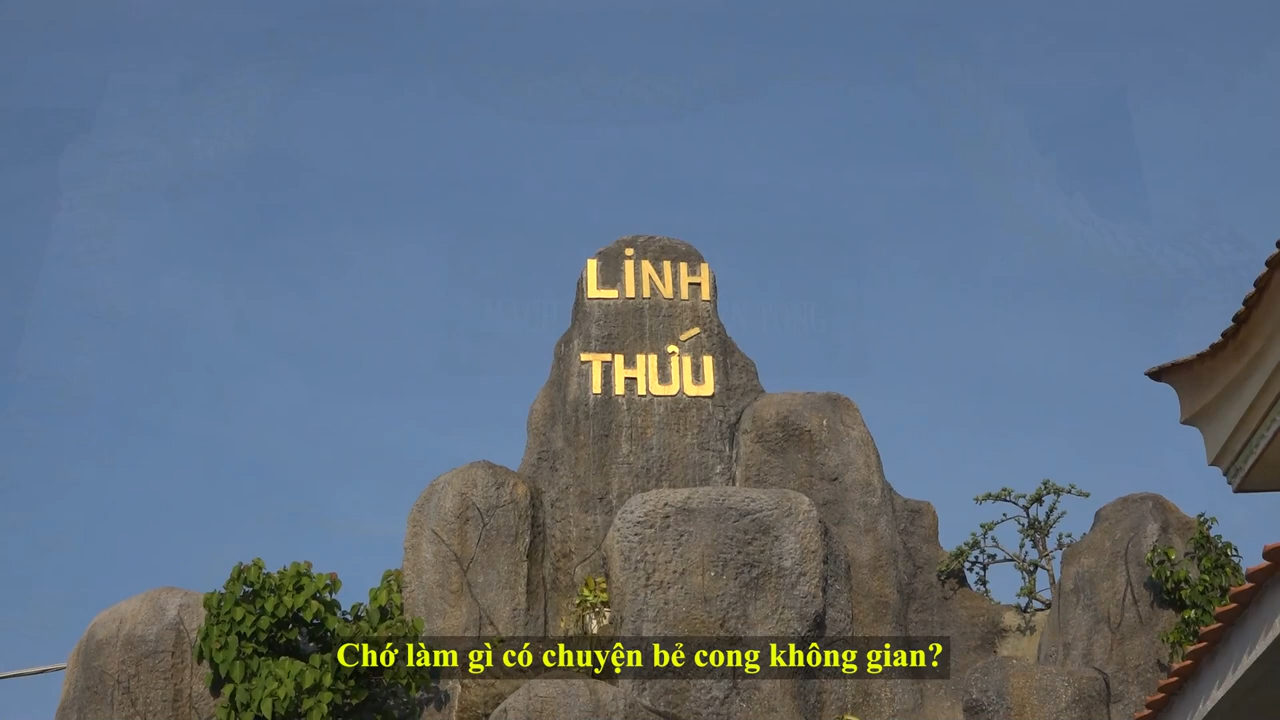 LiNH
THỨU
Chớ làm gì có chuyện bẻ cong không gian?